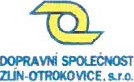 DOPRAVNÍ SPOLEČNOST
ZLÍN-OTROKOVICE, s.r.o.